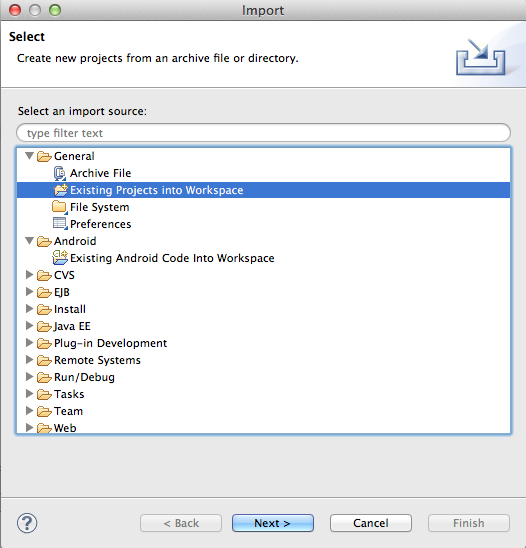 Import
Select
Create new projects from an archive file or directory.
Select an import source:
type filter text
General
Archive File
Existing Projects into Workspace
File System
Preferences
Android
Existing Android Code Into Workspace
CVS
EJB
Install
Java EE
Plug-in Development
Remote Systems
Run/Debug
Tasks
Team
Web
?
< Back
Next >
Cancel
Finish